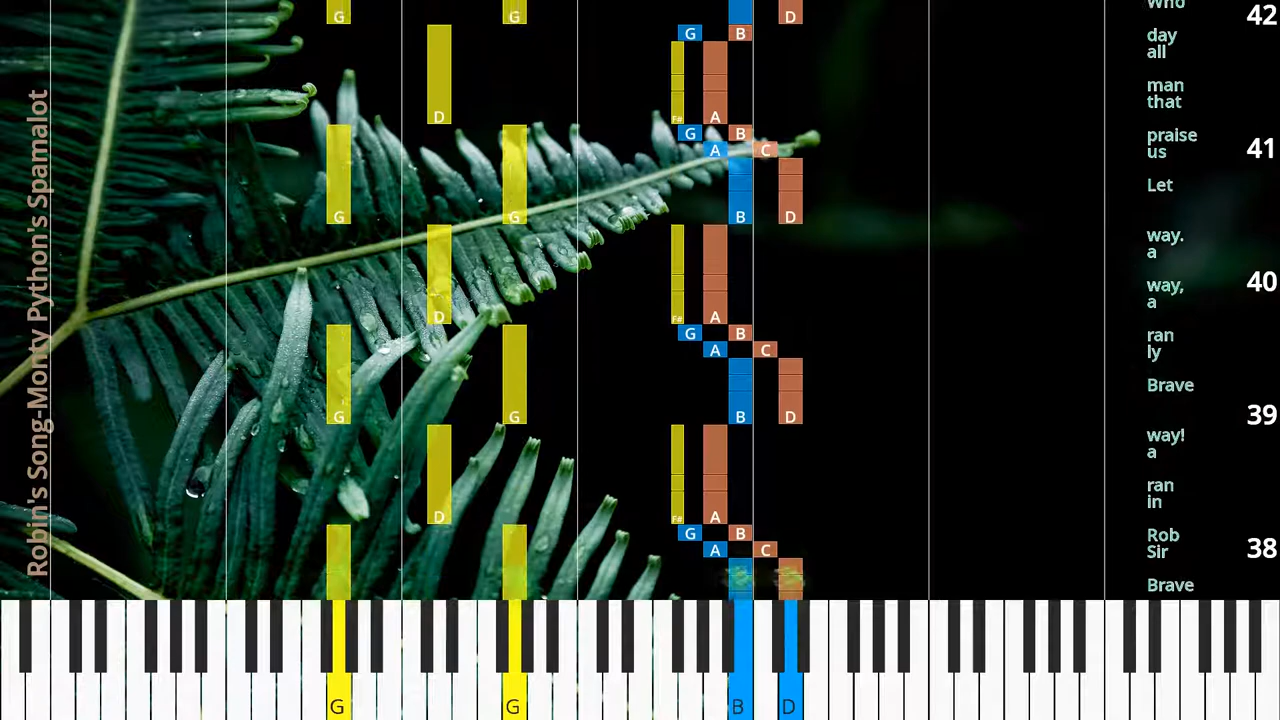 Robin's Song-Monty Python's Spamalot
G
G
D
Who
42
G
B
day
all
D
F#
A
man
that
G
B
praise
us
A
C
41
G
G
B
D
Let
way.
a
D
F#
A
way,
a
40
G
B
ran
ly
A
C
Brave
G
G
B
D
39
way!
a
D
F#
A
ran
in
G
B
Rob
Sir
A
C
38
Brave
G
G
B
D